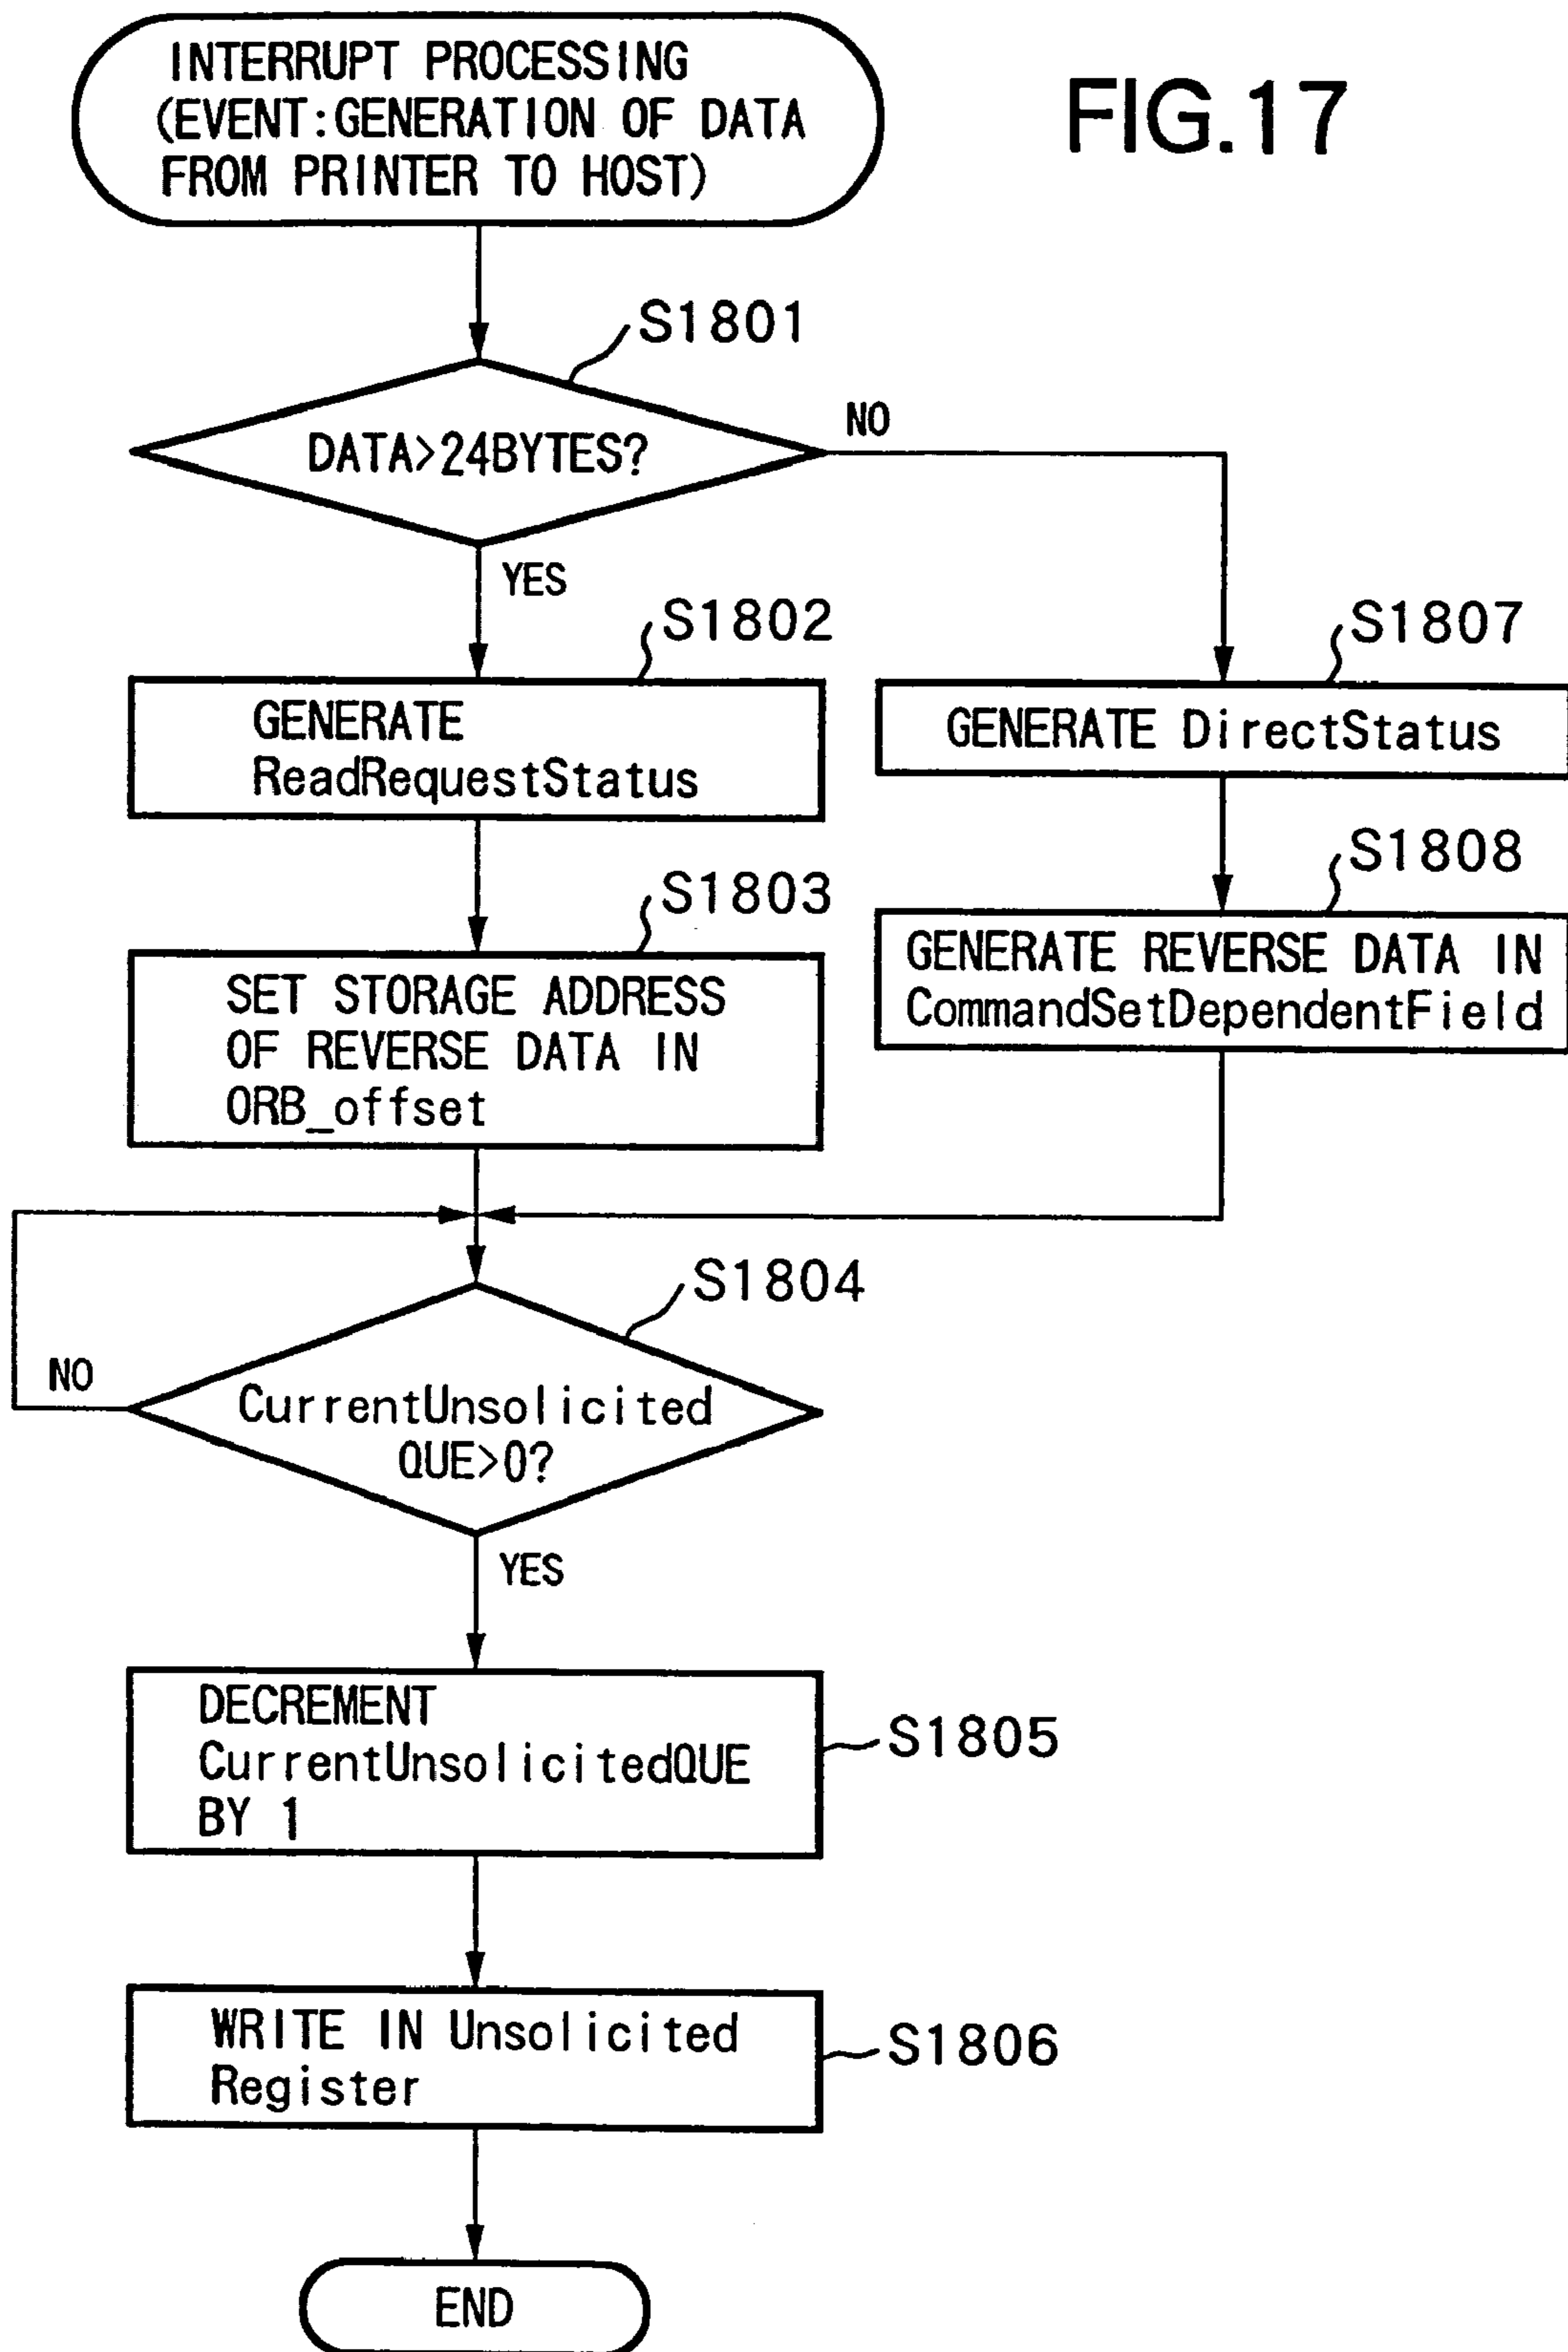 INTERRUPT PROCESSING
(EVENT:GENERATION OF DATA
FROM PRINTER TO HOST)
FIG.17
S1801
DATA>24BYTES?
NO
YES
S1802
GENERATE
ReadRequestStatus
S1807
GENERATE DirectStatus
S1803
SET STORAGE ADDRESS
OF REVERSE DATA IN
ORB_offset
S1808
GENERATE REVERSE DATA IN
CommandSetDependentField
S1804
CurrentUnsolicited
QUE>0?
NO
YES
DECREMENT
CurrentUnsolicitedQUE
BY 1
S1805
WRITE IN Unsolicited
Register
S1806
END